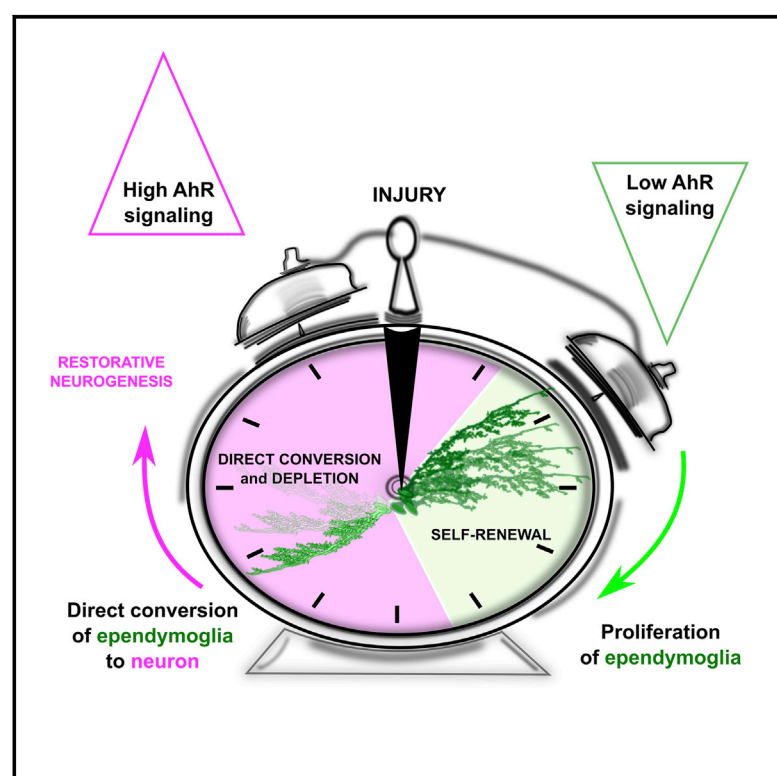 High AhR
signaling
INJURY
Low AhR
signaling
RESTORATIVE
NEUROGENESIS
DIRECT CONVERSION
and DEPLETION
SELF-RENEWAL
Direct conversion
of ependymoglia
to neuron
Proliferation
of ependymoglia